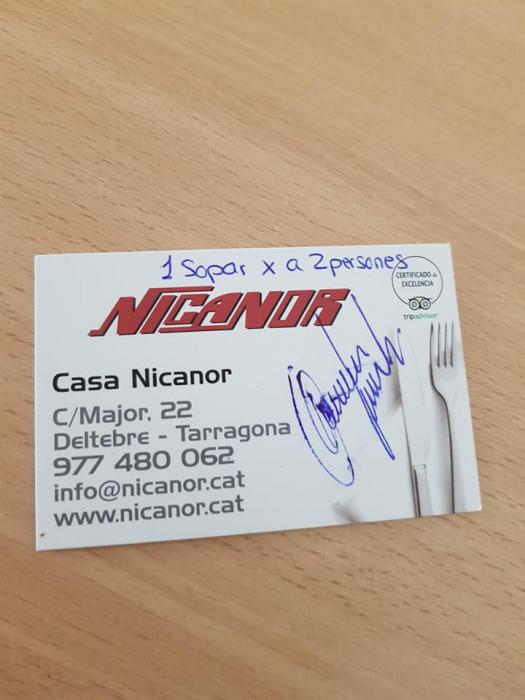 1 Sopar x a 2 persones
CERTIFICADO de
EXCELENCIA
tripadvisor
NICANOR
Casa Nicanor
C/Major, 22
Deltebre - Tarragona
977 480 062
info@nicanor.cat
www.nicanor.cat